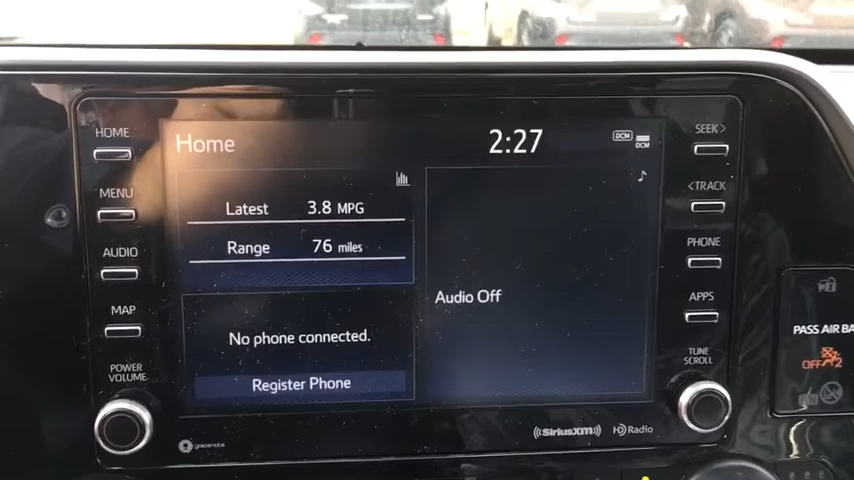 HOME
MENU
AUDIO
MAP
POWER
VOLUME
Home
2:27
DCM
DCM
Latest 3.8 MPG
Range 76 miles
No phone connected.
Register Phone
Audio Off
SEEK>
<TRACK
PHONE
APPS
TUNE
SCROLL
gracenote
((SiriusXM))
HD Radio
PASS AIR BA
OFF 2